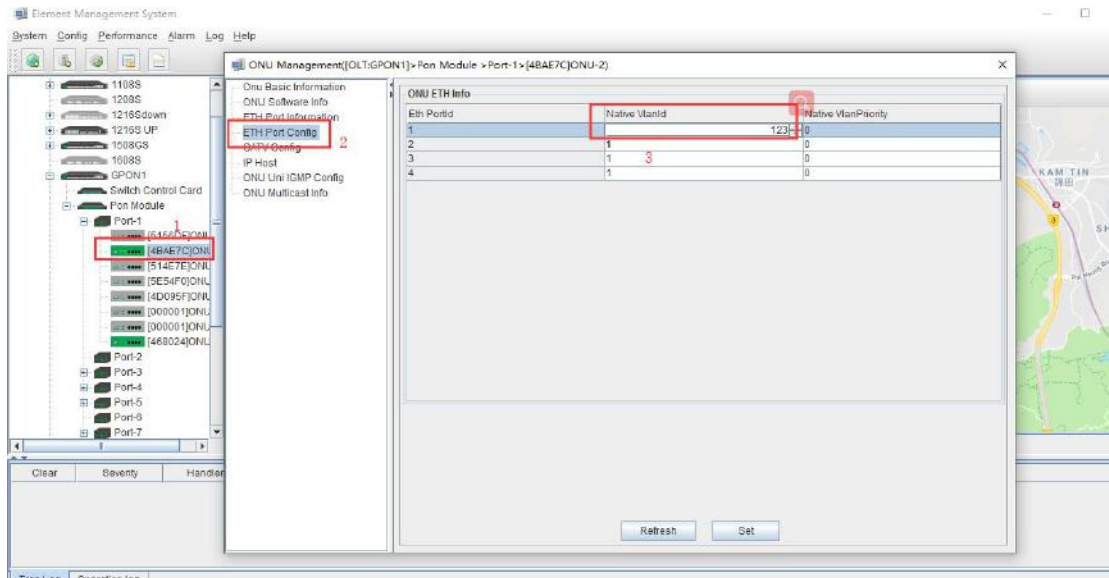 Element Management System
System Config Performance Alarm Log Help
1108S
1208S
1216Sdown
1216S UP
1508GS
1608S
GPON1
Switch Control Card
Pon Module
Port-1
1
[4BAE7C]ONU
[514E7E]ONU
[5E54F0]ONU
[4D095F]ONU
[000001]ONU
[000001]ONU
[468024]ONU
Port-2
Port-3
Port-4
Port-5
Port-6
Port-7
ONU Management([OLT:GPON1]>Pon Module >Port-1>[4BAE7C]ONU-2)
Onu Basic Information
ONU Software Info
ETH Port Information
ETH Port Config
2
CATV Config
IP Host
ONU Uni IGMP Config
ONU Multicast Info
ONU ETH Info
Eth PortId Native VlanId Native VlanPriority
1 123 0
2 1 0
3 1 0
3
4 1 0
Refresh Set
KAM TIN
錦田
Clear Severity Handler